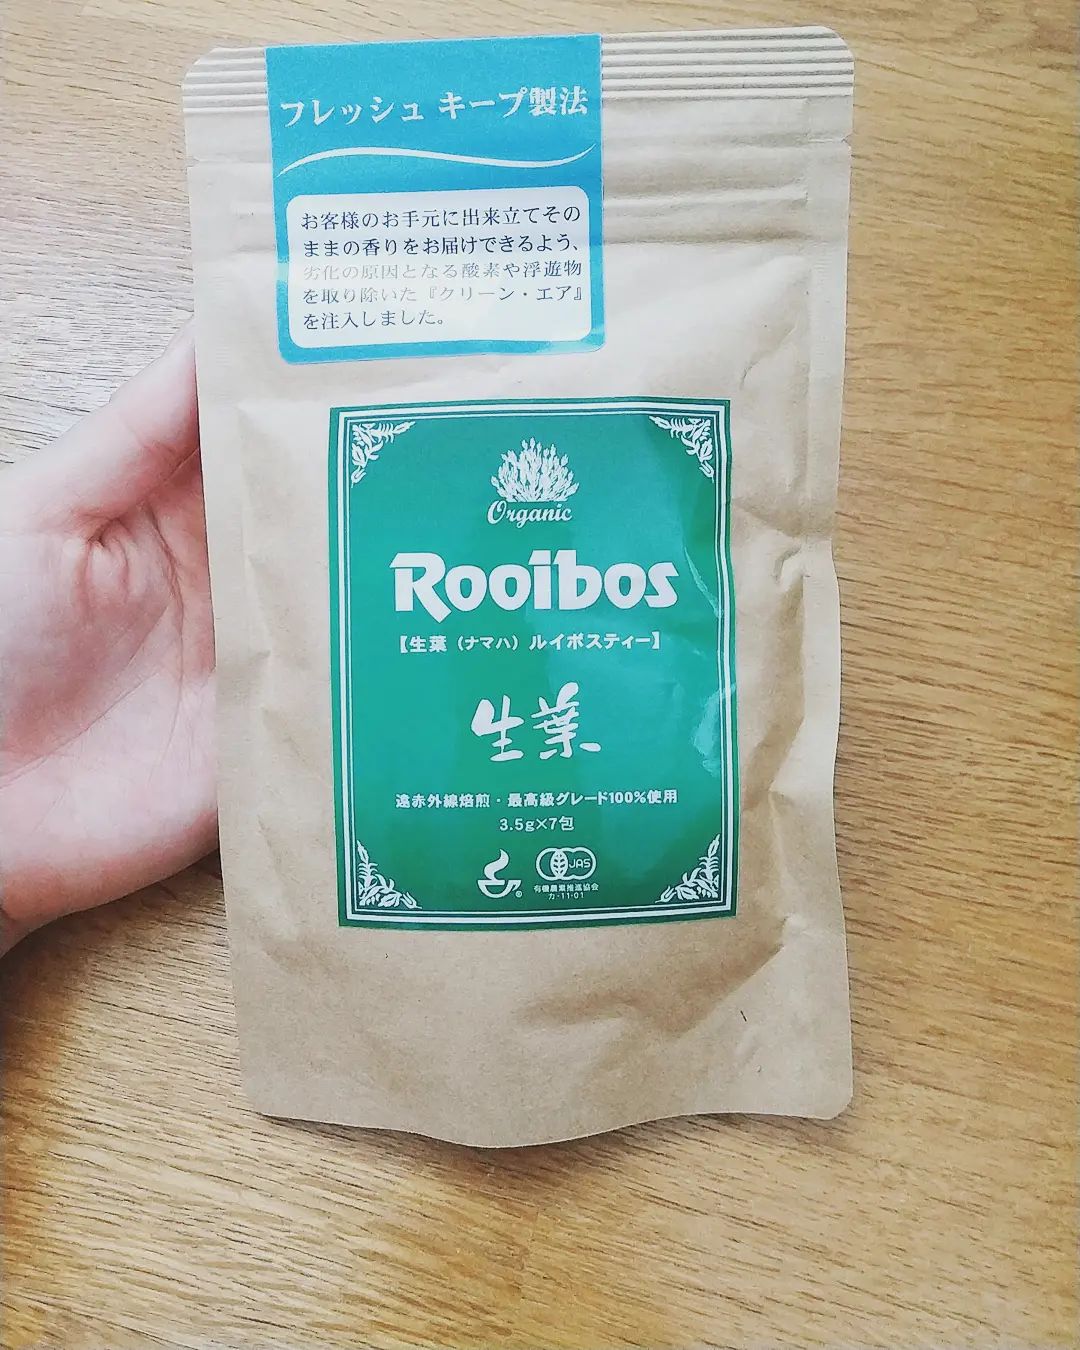 フレッシュ キープ製法
お客様のお手元に出来立てその
ままの香りをお届けできるよう、
劣化の原因となる酸素や浮遊物
を取り除いた『クリーン・エア』
を注入しました。
Organic
Rooibos
【生葉（ナマハ）ルイボスティー】
生葉
遠赤外線焙煎・最高級グレード100%使用
3.5g×7包
®
JAS
有機農業推進協会
カ-11-01